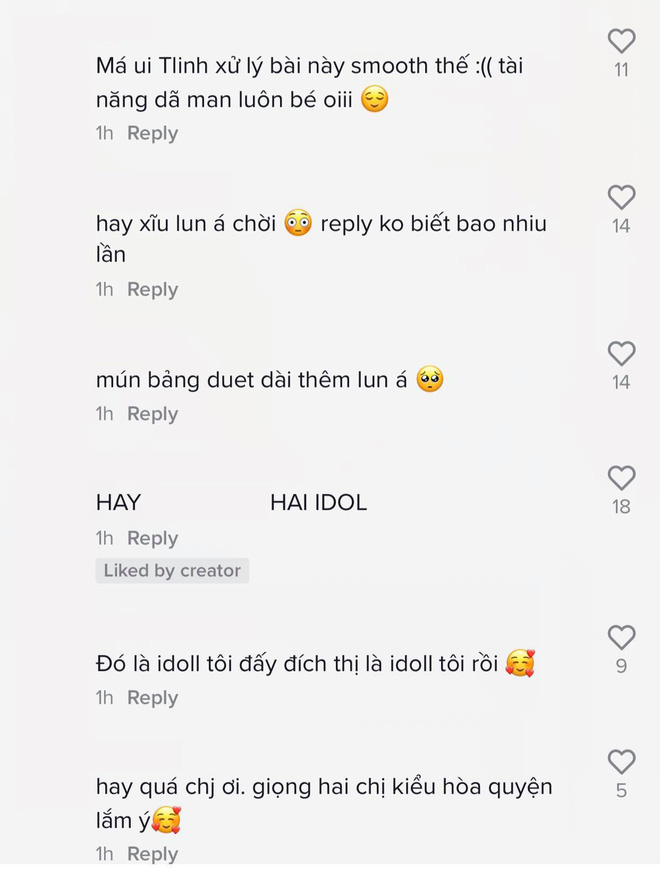 Má ui Tlinh xử lý bài này smooth thế :(( tài
năng dã man luôn bé oiii 😌
11
1h Reply
hay xĩu lun á chời 😳 reply ko biết bao nhiu
lần
14
1h Reply
mún bảng duet dài thêm lun á 🥺
14
1h Reply
HAY HAI IDOL
18
1h Reply
Liked by creator
Đó là idoll tôi đấy đích thị là idoll tôi rồi 🥰
9
1h Reply
hay quá chj ơi. giọng hai chị kiểu hòa quyện
lắm ý🥰
5
1h Reply